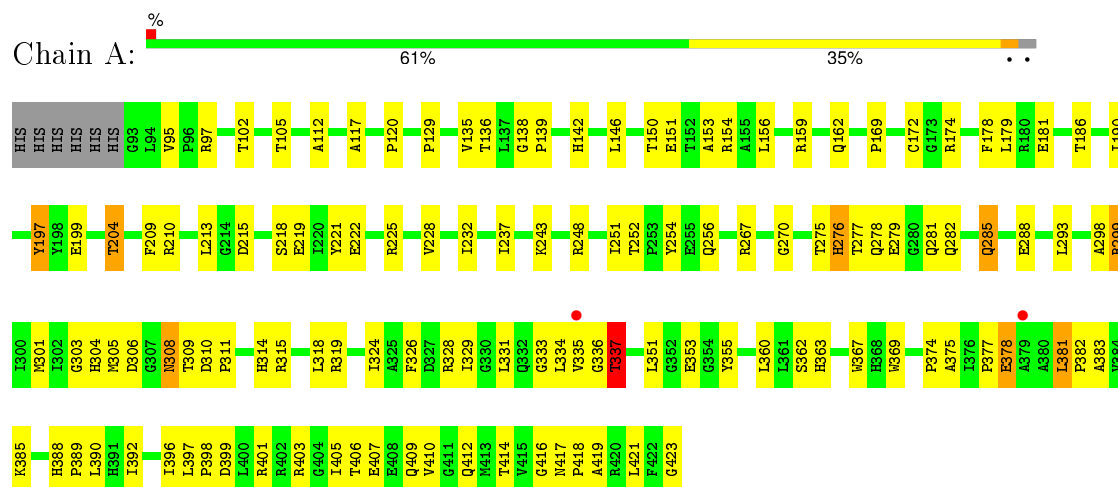 %
Chain A:
61% 35% • •
HIS HIS HIS HIS HIS HIS G93 L94 V95 P96 R97 T102 T105 A112 A117 P120 P129 V135 T136 L137 G138 P139 H142 L146 T150 E151 T152 A153 R154 A155 L156 R159 Q162 P169 C172 G173 R174 F178 L179 R180 E181 T186
Y197 Y198 E199 T204 F209 R210 L213 G214 D215 S218 E219 I220 Y221 E222 R225 V228 I232 I237 K243 R248 I251 T252 P253 Y254 E255 Q256 R267 G270 T275 H276 T277 Q278 E279 G280 Q281 Q282 Q285 E288 L293 A298
I300 M301 I302 G303 H304 M305 D306 G307 N308 T309 D310 P311 H314 R315 L318 R319 I324 A325 F326 D327 R328 I329 G330 L331 Q332 G333 L334 V335 G336 T337 L351 G352 E353 G354 Y355 L360 L361 S362 H363 W367 H368 W369 P374 A375 I376 P377 E378 A379 A380 L381 P382 A383
K385 H388 P389 L390 H391 I392 I396 L397 P398 D399 L400 R401 R402 R403 G404 I405 T406 E407 E408 Q409 V410 G411 Q412 M413 T414 V415 G416 N417 P418 A419 R420 L421 F422 G423